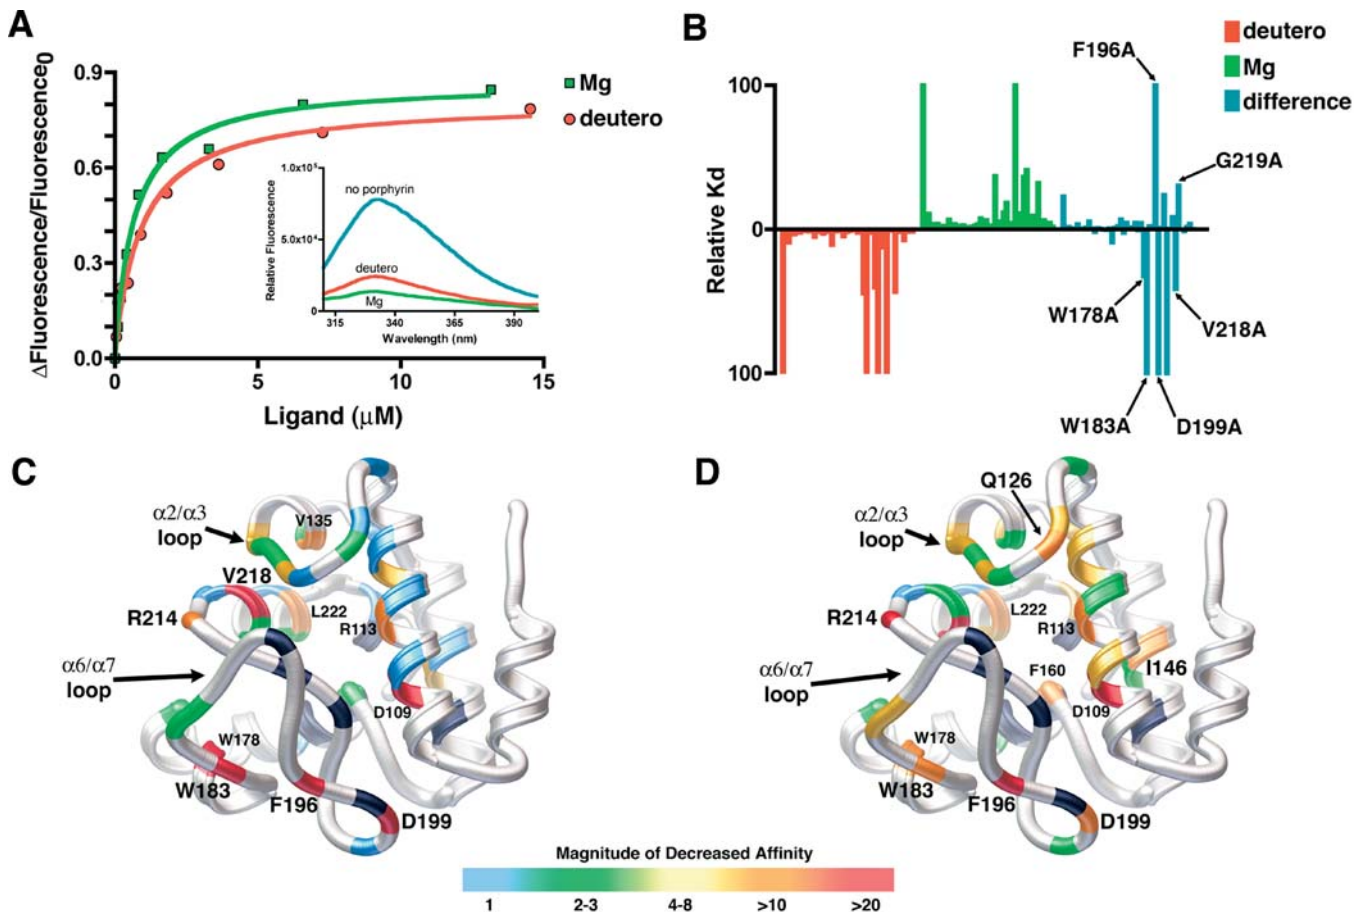 A
ΔFluorescence/Fluorescence0
0.9
0.6
0.3
0.0
0
5
10
15
Ligand (μM)
Mg
deutero
Relative Fluorescence
1.0x10⁵
5.0x10⁴
0
no porphyrin
deutero
Mg
315
340
365
390
Wavelength (nm)
B
deutero
Mg
difference
Relative Kd
100
0
100
F196A
G219A
W178A
V218A
W183A
D199A
C
α2/α3
loop
V135
V218
R214
L222
R113
α6/α7
loop
D109
W178
W183
F196
D199
D
Q126
α2/α3
loop
R214
L222
R113
α6/α7
loop
F160
I146
D109
W178
W183
F196
D199
Magnitude of Decreased Affinity
1
2-3
4-8
>10
>20